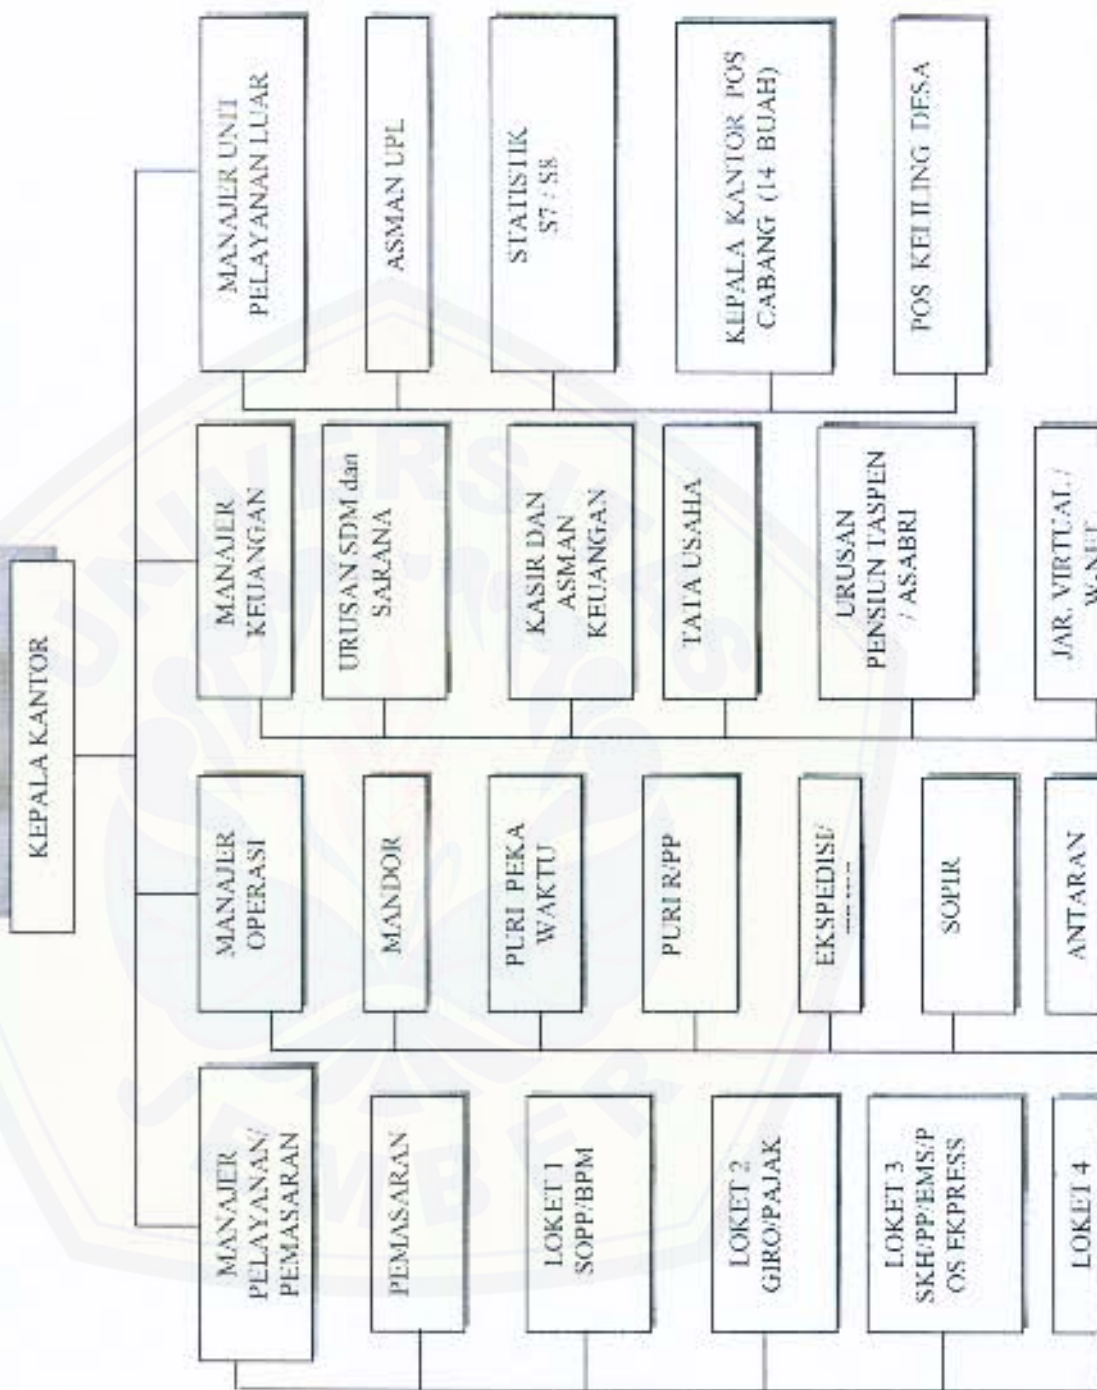 KEPALA KANTOR
MANAJER
PELAYANAN/
PEMASARAN
PEMASARAN
LOKET 1
SOPP/BPM
LOKET 2
GIRO/PAJAK
LOKET 3
SKH/PP/EMS/P
OS EKPRESS
LOKET 4
MANAJER
OPERASI
MANDOR
PURI PEKA
WAKTU
PURI R/PP
EKSPEDISI/
SOPIR
ANTARAN
MANAJER
KEUANGAN
URUSAN SDM dan
SARANA
KASIR DAN
ASMAN
KEUANGAN
TATA USAHA
URUSAN
PENSIUN TASPEN
/ ASABRI
JAR. VIRTUAL /
MANAJER UNIT
PELAYANAN LUAR
ASMAN UPL
STATISTIK
S7 / S8
KEPALA KANTOR POS
CABANG (14 BUAH)
POS KELILING DESA
UNIVERSITAS
JEMBER